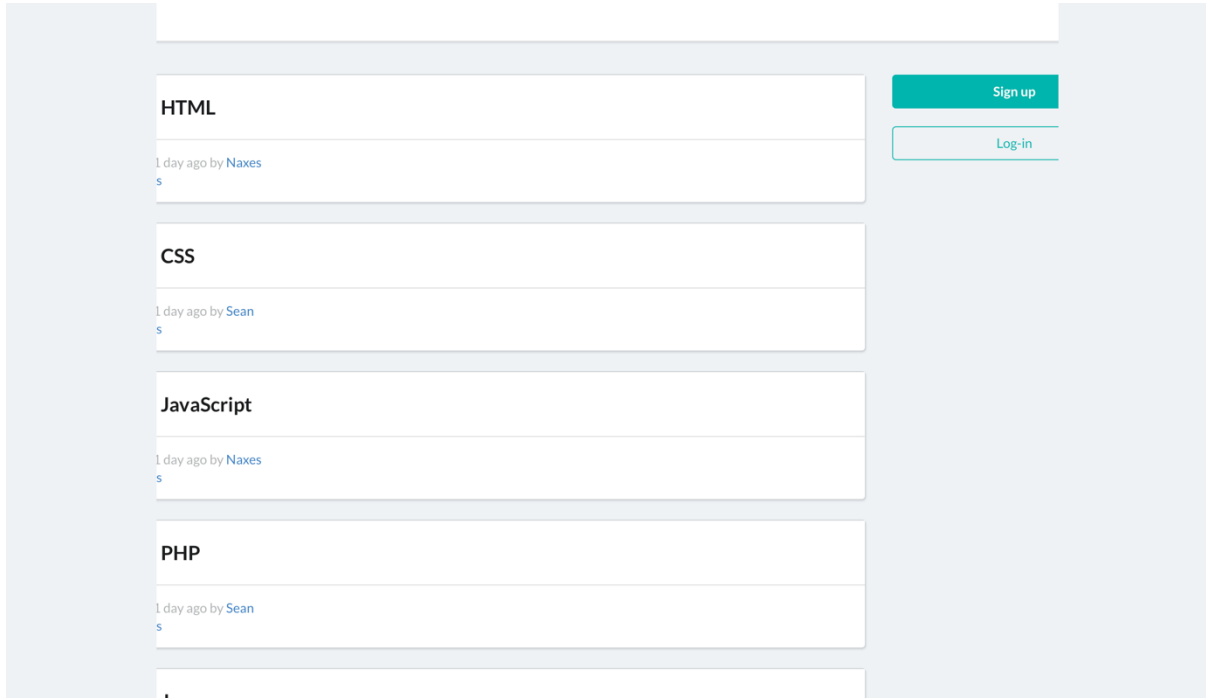 HTML
1 day ago by Naxes
s
CSS
1 day ago by Sean
s
JavaScript
1 day ago by Naxes
s
PHP
1 day ago by Sean
s
Sign up
Log-in